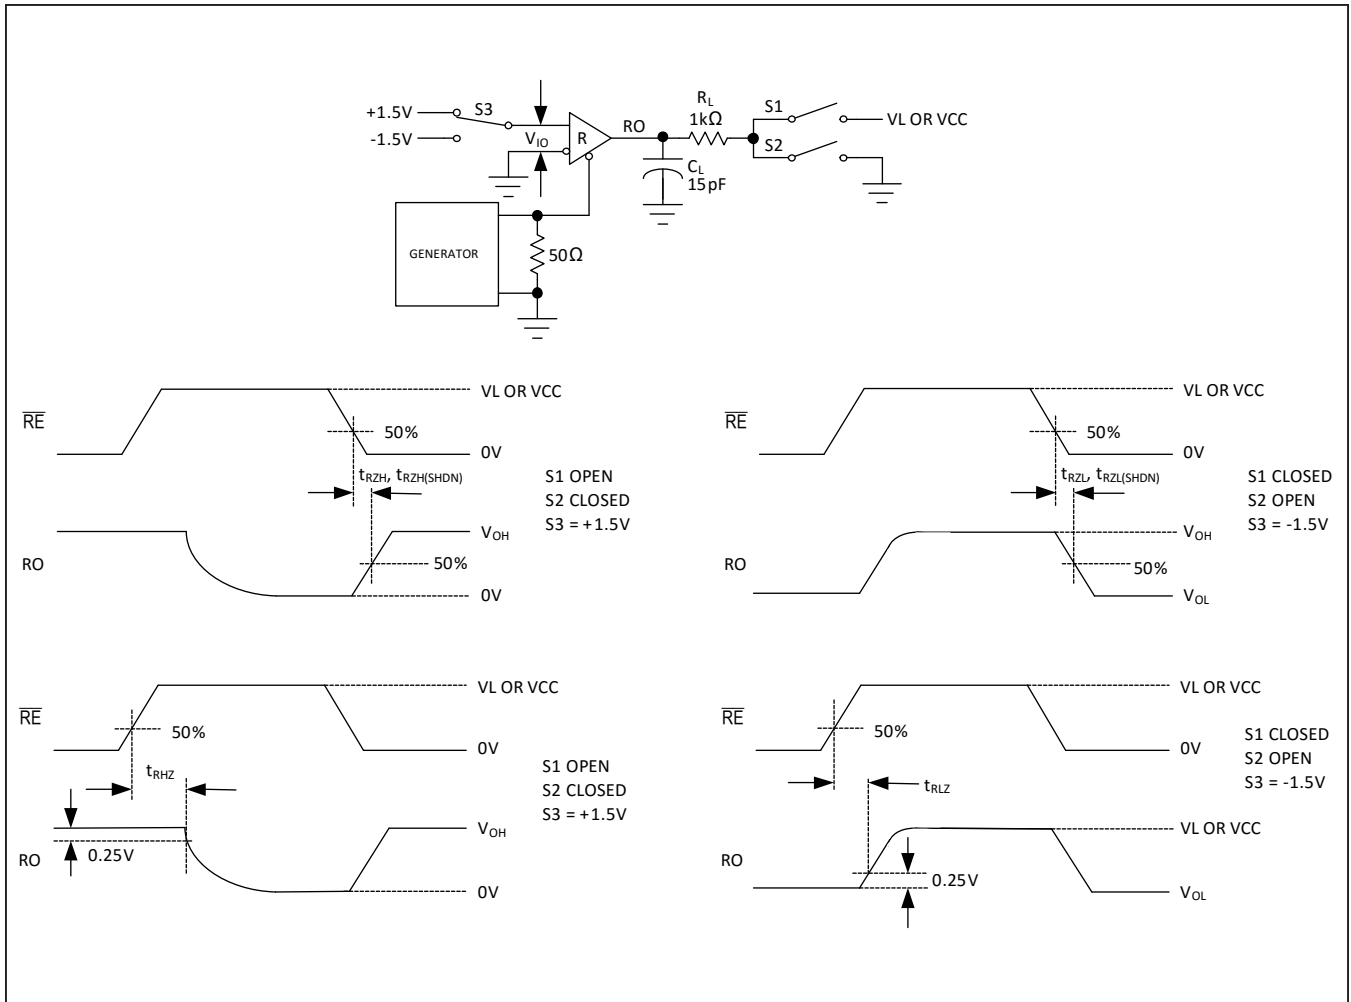 +1.5V
S3
-1.5V
V_IO
R
RO
R_L
1kΩ
C_L
15pF
S1
VL OR VCC
S2
GENERATOR
50Ω
RE
VL OR VCC
50%
0V
t_RZH, t_RZH(SHDN)
S1 OPEN
S2 CLOSED
S3 = +1.5V
RO
V_OH
50%
0V
RE
VL OR VCC
50%
0V
t_RZL, t_RZL(SHDN)
S1 CLOSED
S2 OPEN
S3 = -1.5V
RO
V_OH
50%
V_OL
RE
VL OR VCC
50%
0V
t_RHZ
S1 OPEN
S2 CLOSED
S3 = +1.5V
RO
0.25V
V_OH
0V
RE
VL OR VCC
50%
0V
t_RLZ
S1 CLOSED
S2 OPEN
S3 = -1.5V
RO
VL OR VCC
0.25V
V_OL